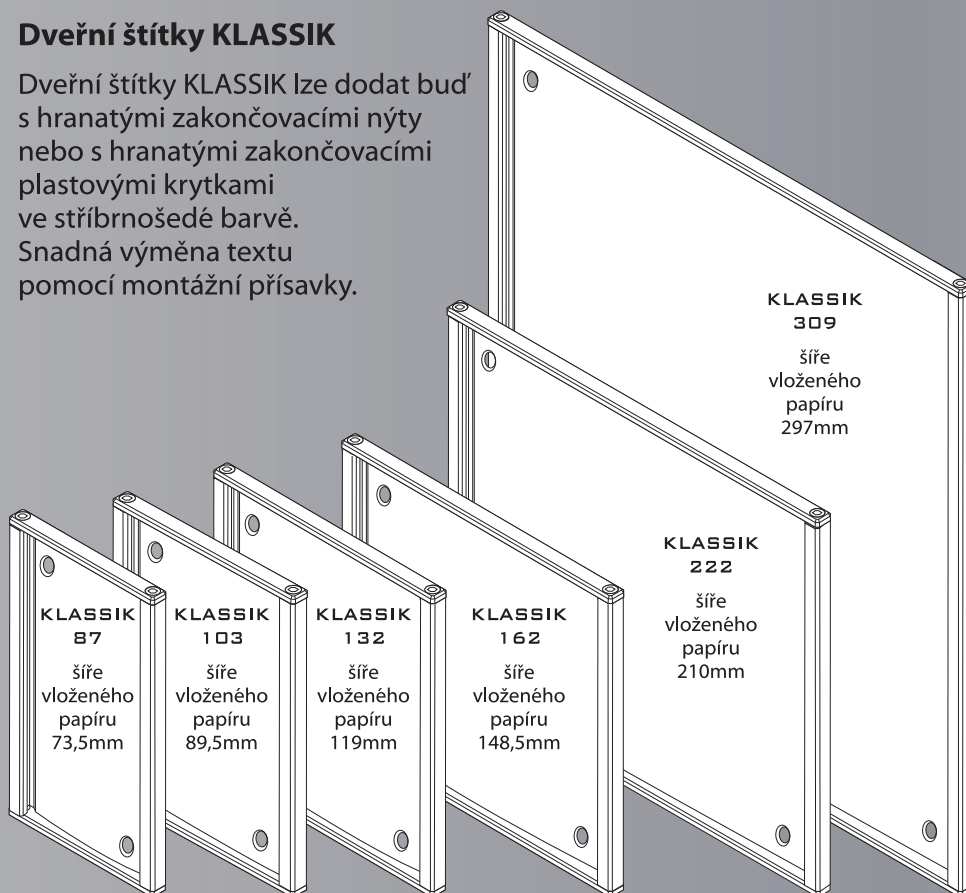 Dveřní štítky KLASSIK
Dveřní štítky KLASSIK lze dodat buď
s hranatými zakončovacími nýty
nebo s hranatými zakončovacími
plastovými krytkami
ve stříbrnošedé barvě.
Snadná výměna textu
pomocí montážní přísavky.
KLASSIK
309
šíře
vloženého
papíru
297mm
KLASSIK
222
šíře
vloženého
papíru
210mm
KLASSIK
87
šíře
vloženého
papíru
73,5mm
KLASSIK
103
šíře
vloženého
papíru
89,5mm
KLASSIK
132
šíře
vloženého
papíru
119mm
KLASSIK
162
šíře
vloženého
papíru
148,5mm